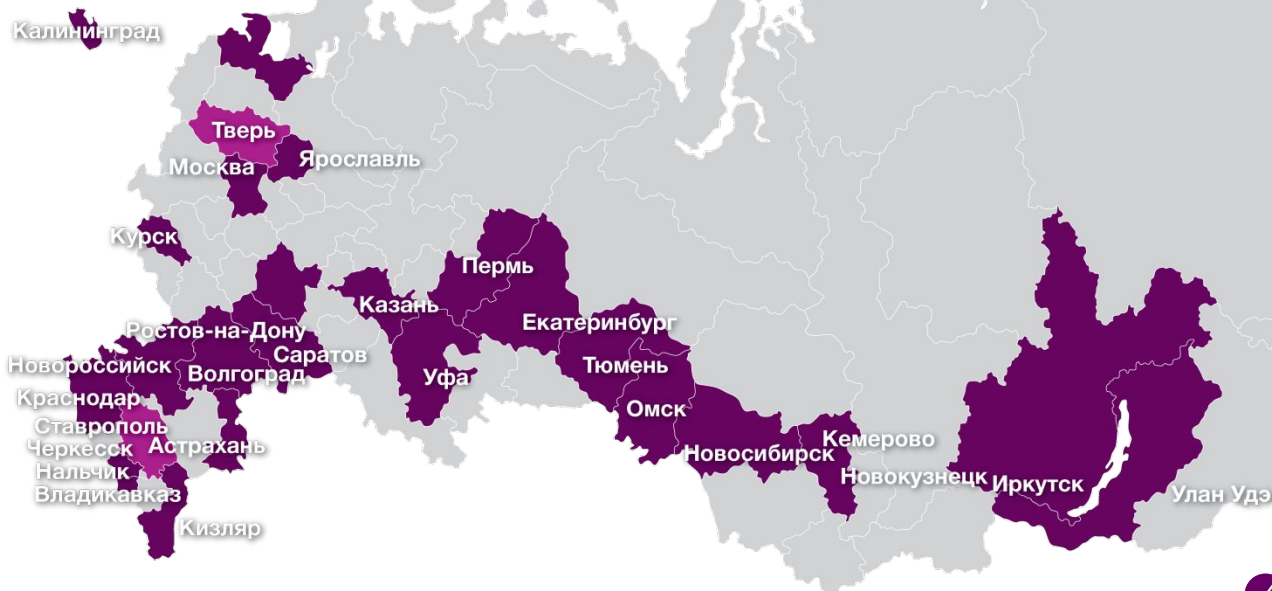 Калининград
Тверь
Москва
Ярославль
Курск
Пермь
Казань
Екатеринбург
Ростов-на-Дону
Саратов
Новороссийск
Волгоград
Тюмень
Уфа
Краснодар
Омск
Ставрополь
Черкесск
Астрахань
Кемерово
Новосибирск
Нальчик
Новокузнецк
Иркутск
Владикавказ
Улан Удэ
Кизляр